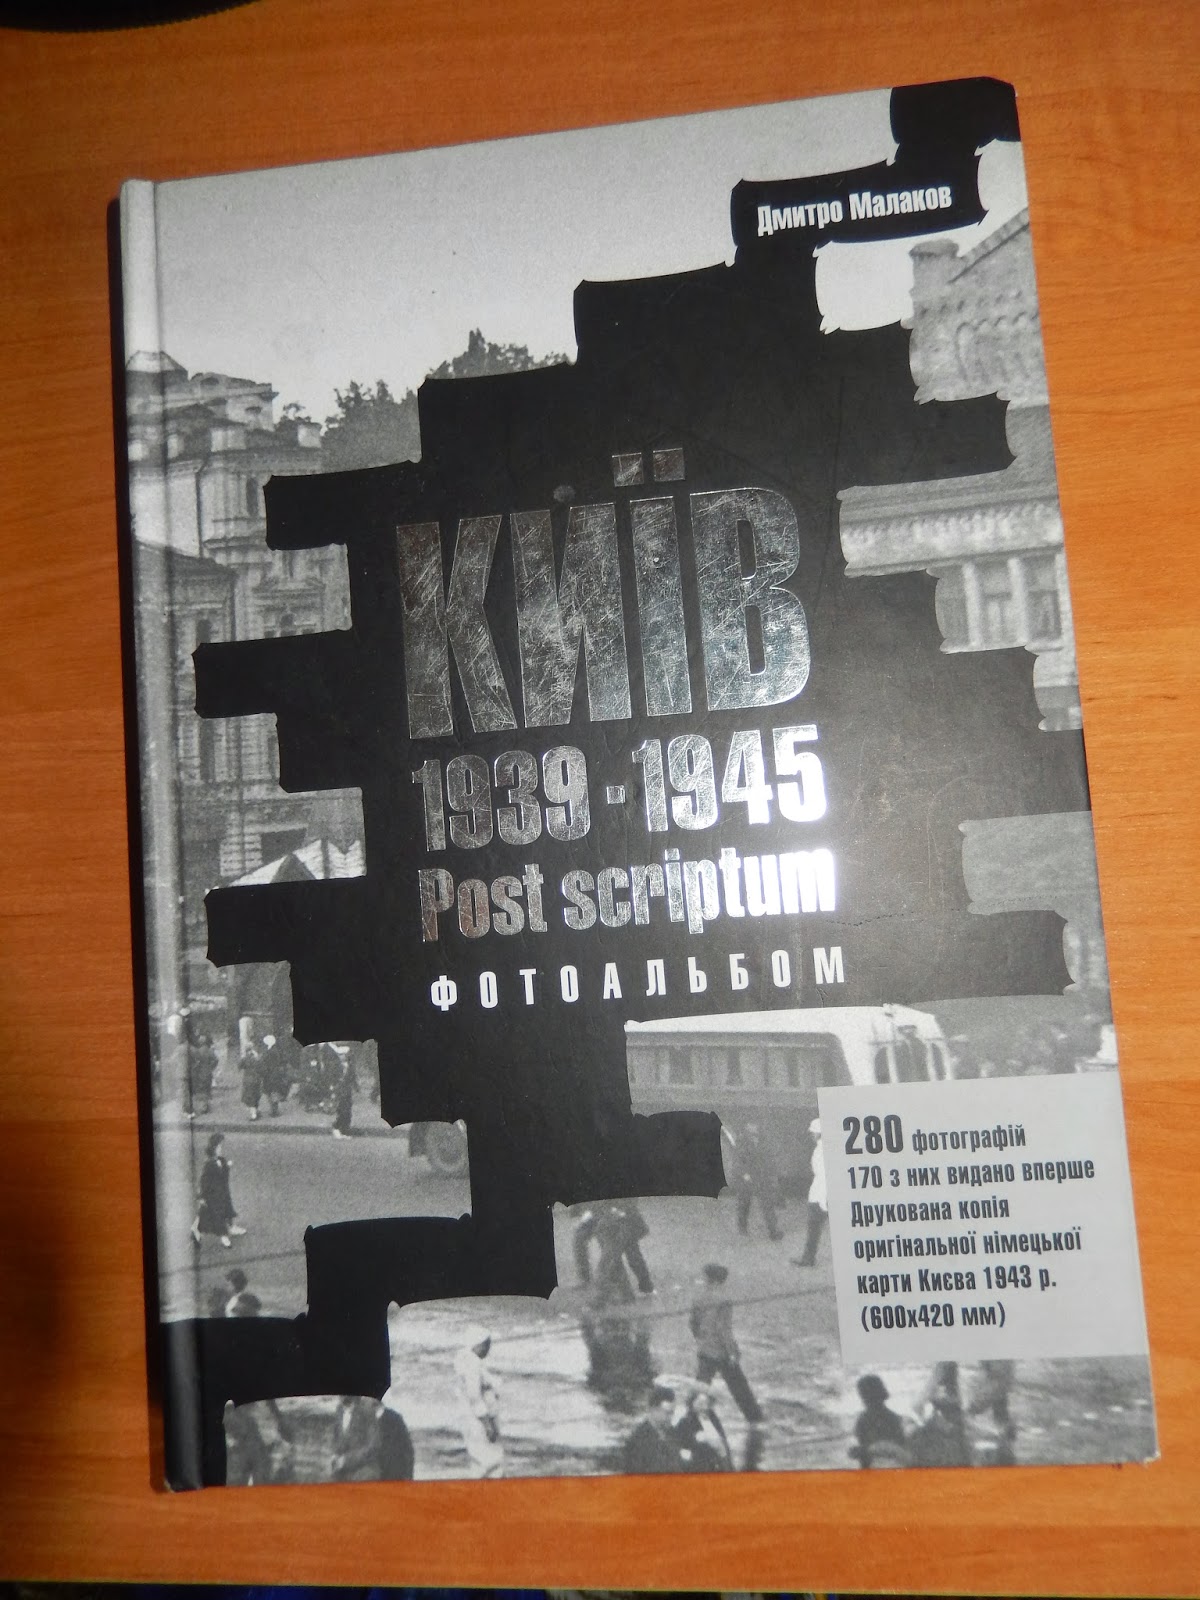 Дмитро Малаков
КИЇВ
1939-1945
Post scriptum
ФОТОАЛЬБОМ
280 фотографій
170 з них видано вперше
Друкована копія
оригінальної німецької
карти Києва 1943 р.
(600х420 мм)